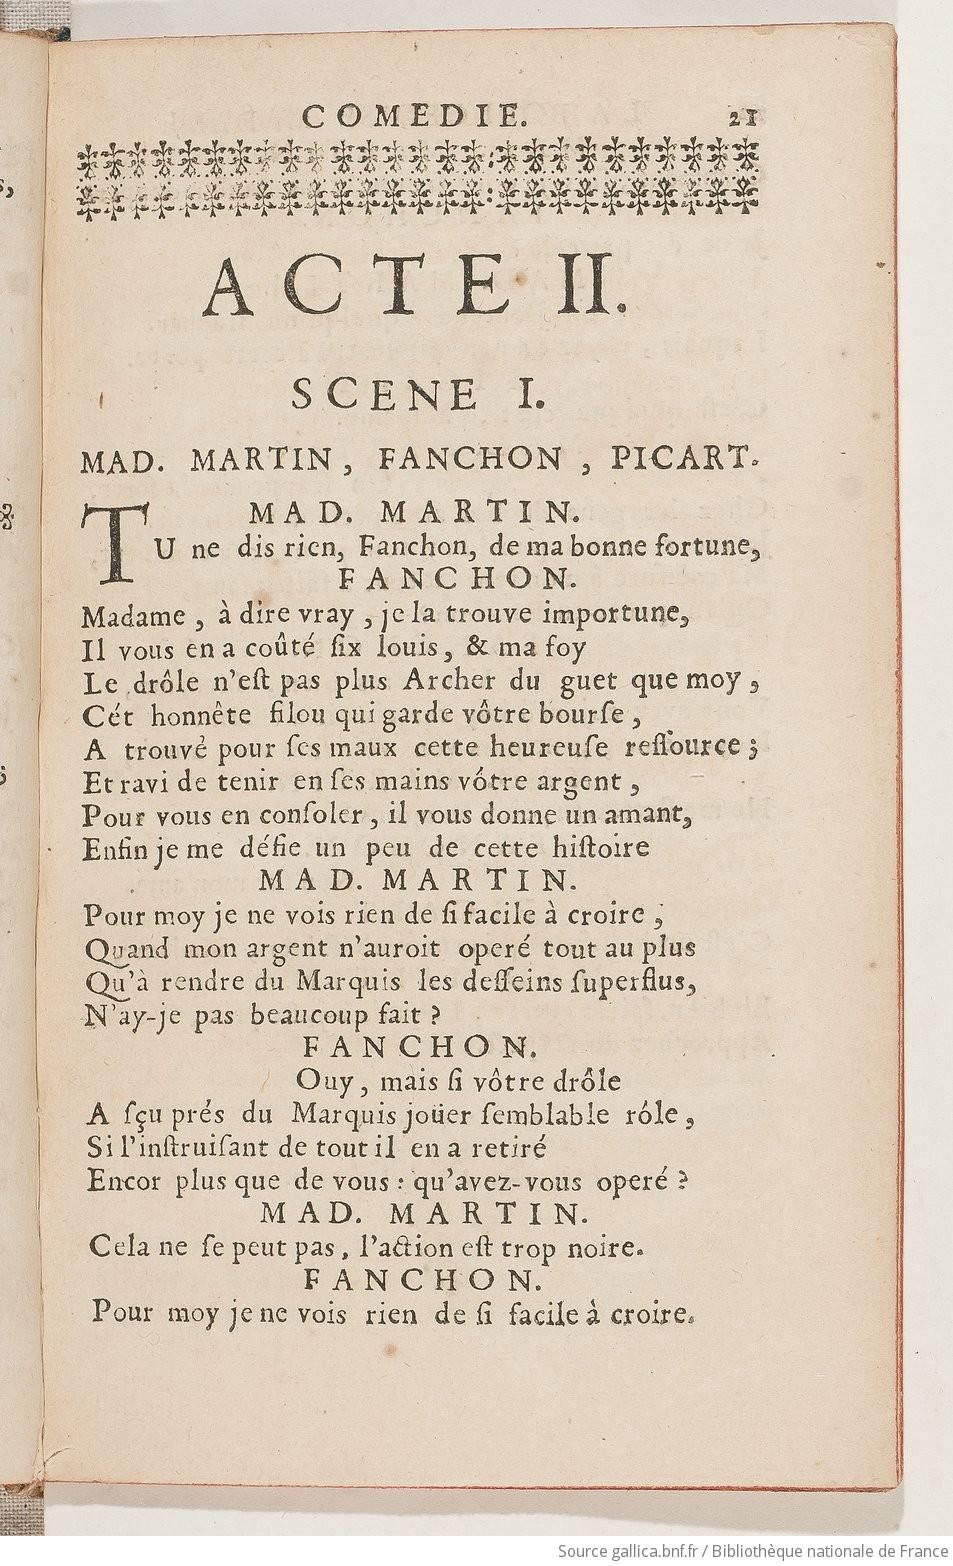 COMEDIE. 21
ACTE II.
SCENE I.
MAD. MARTIN, FANCHON, PICART.
MAD. MARTIN.
TU ne dis rien, Fanchon, de ma bonne fortune,
FANCHON.
Madame, à dire vray, je la trouve importune,
Il vous en a coûté ſix louis, & ma foy
Le drôle n'eſt pas plus Archer du guet que moy,
Cét honnête filou qui garde vôtre bourſe,
A trouvé pour ſes maux cette heureuſe reſſource;
Et ravi de tenir en ſes mains vôtre argent,
Pour vous en conſoler, il vous donne un amant,
Enfin je me défie un peu de cette hiſtoire
MAD. MARTIN.
Pour moy je ne vois rien de ſi facile à croire;
Quand mon argent n'auroit operé tout au plus
Qu'à rendre du Marquis les deſſeins ſuperflus,
N'ay-je pas beaucoup fait?
FANCHON.
Ouy, mais ſi vôtre drôle
A ſçu prés du Marquis joüer ſemblable rôle,
Si l'inſtruiſant de tout il en a retiré
Encor plus que de vous: qu'avez-vous operé?
MAD. MARTIN.
Cela ne ſe peut pas, l'action eſt trop noire.
FANCHON.
Pour moy je ne vois rien de ſi facile à croire.
Source gallica.bnf.fr / Bibliothèque nationale de France